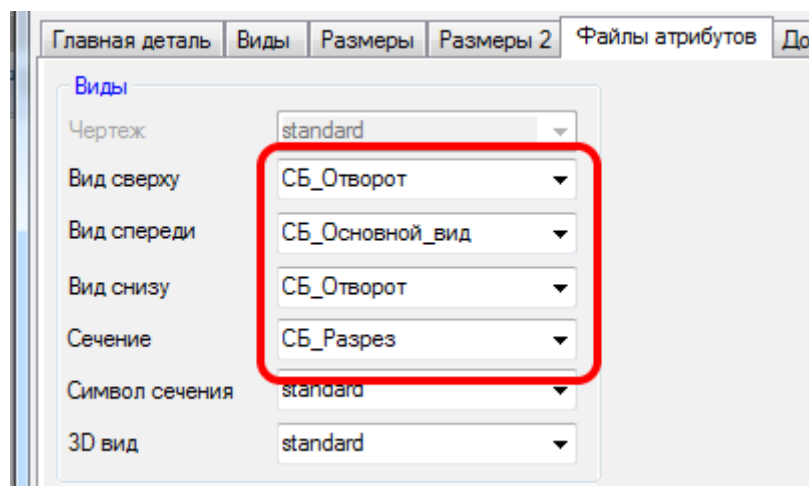 Главная деталь Виды Размеры Размеры 2 Файлы атрибутов До
Виды
Чертеж standard
Вид сверху СБ_Отворот
Вид спереди СБ_Основной_вид
Вид снизу СБ_Отворот
Сечение СБ_Разрез
Символ сечения standard
3D вид standard